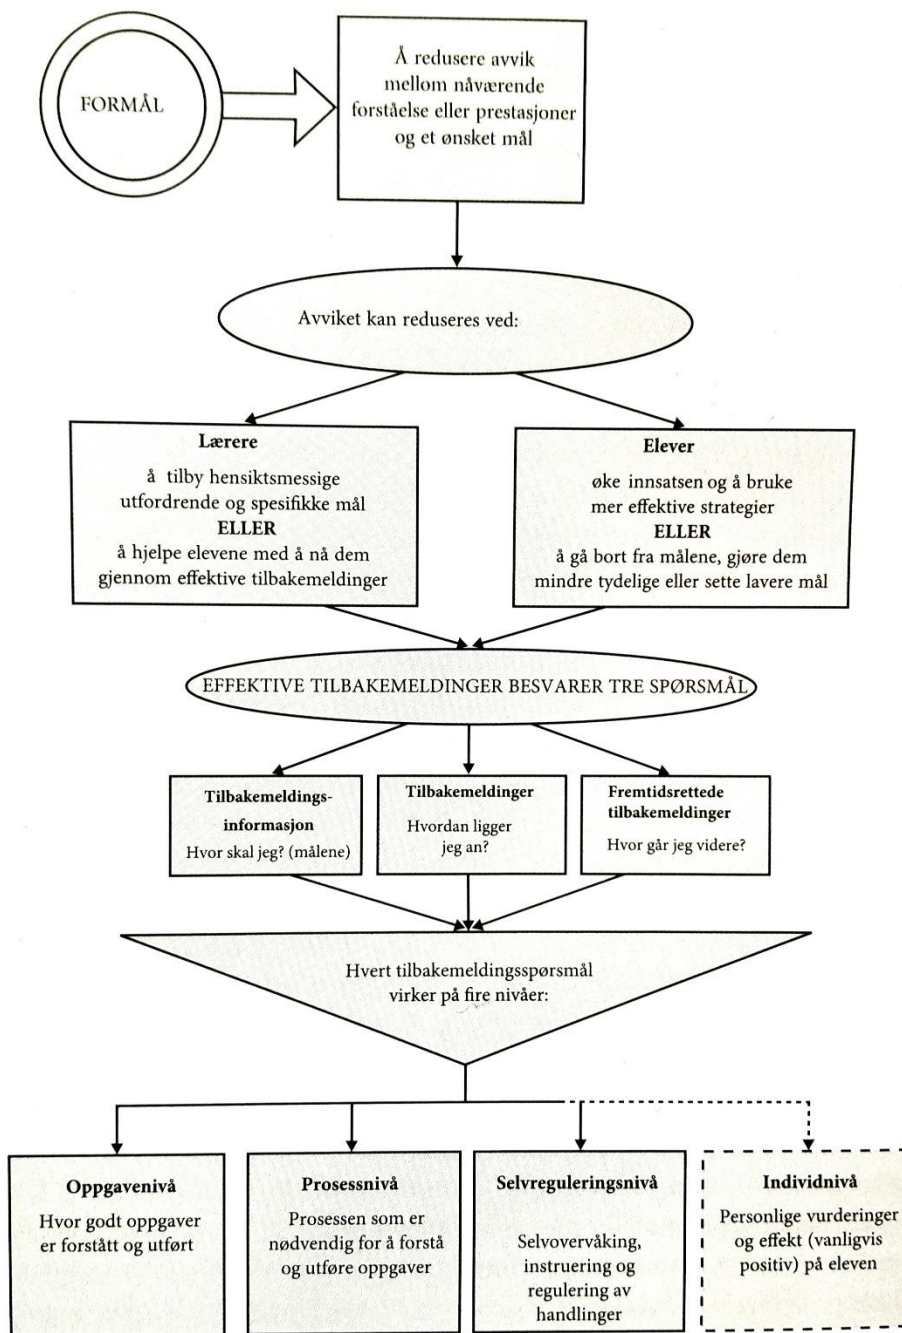 FORMÅL
Å redusere avvik
mellom nåværende
forståelse eller prestasjoner
og et ønsket mål
Avviket kan reduseres ved:
Lærere
å tilby hensiktsmessige
utfordrende og spesifikke mål
ELLER
å hjelpe elevene med å nå dem
gjennom effektive tilbakemeldinger
Elever
øke innsatsen og å bruke
mer effektive strategier
ELLER
å gå bort fra målene, gjøre dem
mindre tydelige eller sette lavere mål
EFFEKTIVE TILBAKEMELDINGER BESVARER TRE SPØRSMÅL
Tilbakemeldings-
informasjon
Hvor skal jeg? (målene)
Tilbakemeldinger
Hvordan ligger
jeg an?
Fremtidsrettede
tilbakemeldinger
Hvor går jeg videre?
Hvert tilbakemeldingsspørsmål
virker på fire nivåer:
Oppgavenivå
Hvor godt oppgaver
er forstått og utført
Prosessnivå
Prosessen som er
nødvendig for å forstå
og utføre oppgaver
Selvreguleringsnivå
Selvovervåking,
instruering og
regulering av
handlinger
Individnivå
Personlige vurderinger
og effekt (vanligvis
positiv) på eleven